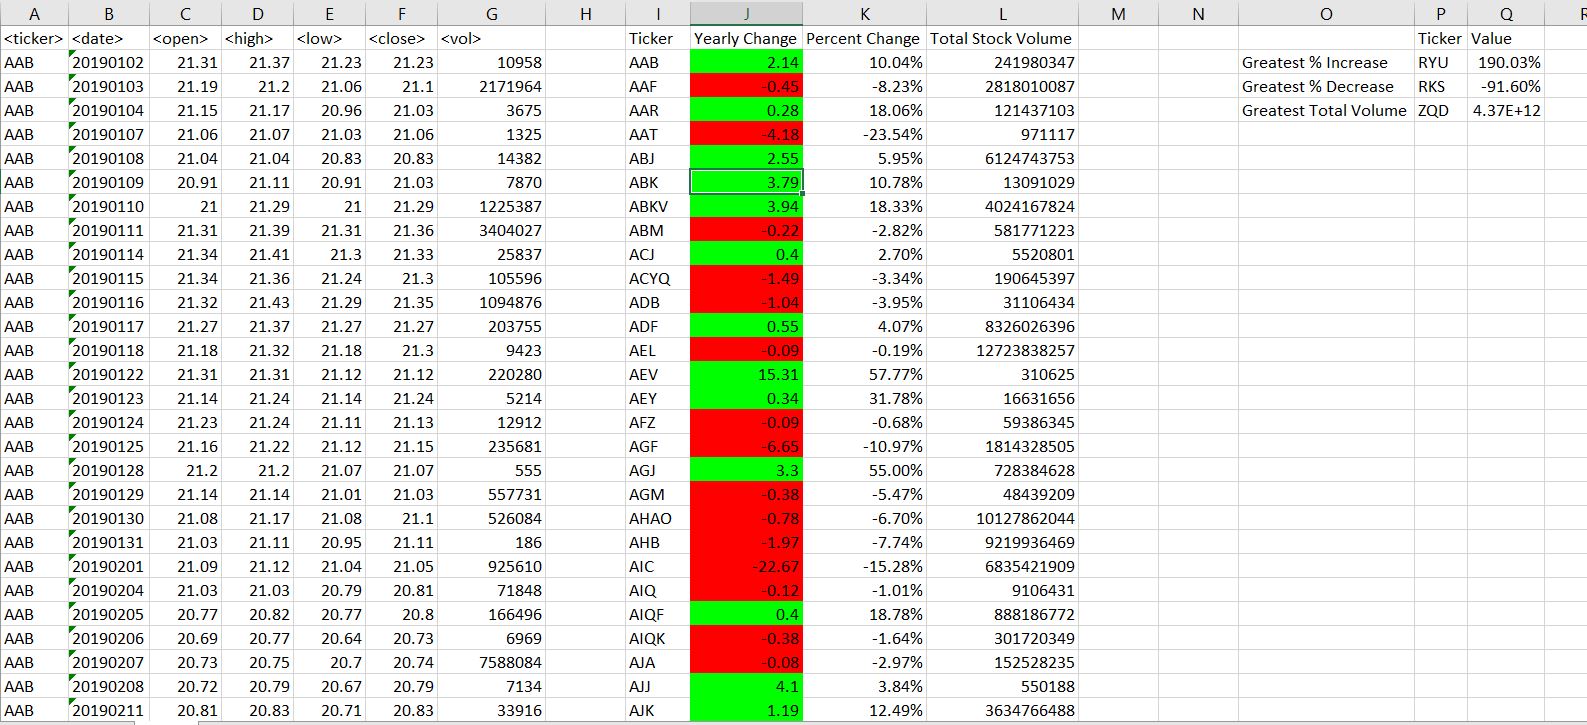 A B C D E F G H I J K L M N O P Q R
<ticker> <date> <open> <high> <low> <close> <vol> Ticker Yearly Change Percent Change Total Stock Volume Ticker Value
AAB 20190102 21.31 21.37 21.23 21.23 10958 AAB 2.14 10.04% 241980347 Greatest % Increase RYU 190.03%
AAB 20190103 21.19 21.2 21.06 21.1 2171964 AAF -0.45 -8.23% 2818010087 Greatest % Decrease RKS -91.60%
AAB 20190104 21.15 21.17 20.96 21.03 3675 AAR 0.28 18.06% 121437103 Greatest Total Volume ZQD 4.37E+12
AAB 20190107 21.06 21.07 21.03 21.06 1325 AAT -4.18 -23.54% 971117
AAB 20190108 21.04 21.04 20.83 20.83 14382 ABJ 2.55 5.95% 6124743753
AAB 20190109 20.91 21.11 20.91 21.03 7870 ABK 3.79 10.78% 13091029
AAB 20190110 21 21.29 21 21.29 1225387 ABKV 3.94 18.33% 4024167824
AAB 20190111 21.31 21.39 21.31 21.36 3404027 ABM -0.22 -2.82% 581771223
AAB 20190114 21.34 21.41 21.3 21.33 25837 ACJ 0.4 2.70% 5520801
AAB 20190115 21.34 21.36 21.24 21.3 105596 ACYQ -1.49 -3.34% 190645397
AAB 20190116 21.32 21.43 21.29 21.35 1094876 ADB -1.04 -3.95% 31106434
AAB 20190117 21.27 21.37 21.27 21.27 203755 ADF 0.55 4.07% 8326026396
AAB 20190118 21.18 21.32 21.18 21.3 9423 AEL -0.09 -0.19% 12723838257
AAB 20190122 21.31 21.31 21.12 21.12 220280 AEV 15.31 57.77% 310625
AAB 20190123 21.14 21.24 21.14 21.24 5214 AEY 0.34 31.78% 16631656
AAB 20190124 21.23 21.24 21.11 21.13 12912 AFZ -0.09 -0.68% 59386345
AAB 20190125 21.16 21.22 21.12 21.15 235681 AGF -6.65 -10.97% 1814328505
AAB 20190128 21.2 21.2 21.07 21.07 555 AGJ 3.3 55.00% 728384628
AAB 20190129 21.14 21.14 21.01 21.03 557731 AGM -0.38 -5.47% 48439209
AAB 20190130 21.08 21.17 21.08 21.1 526084 AHAO -0.78 -6.70% 10127862044
AAB 20190131 21.03 21.11 20.95 21.11 186 AHB -1.97 -7.74% 9219936469
AAB 20190201 21.09 21.12 21.04 21.05 925610 AIC -22.67 -15.28% 6835421909
AAB 20190204 21.03 21.03 20.79 20.81 71848 AIQ -0.12 -1.01% 9106431
AAB 20190205 20.77 20.82 20.77 20.8 166496 AIQF 0.4 18.78% 888186772
AAB 20190206 20.69 20.77 20.64 20.73 6969 AIQK -0.38 -1.64% 301720349
AAB 20190207 20.73 20.75 20.7 20.74 7588084 AJA -0.08 -2.97% 152528235
AAB 20190208 20.72 20.79 20.67 20.79 7134 AJJ 4.1 3.84% 550188
AAB 20190211 20.81 20.83 20.71 20.83 33916 AJK 1.19 12.49% 3634766488